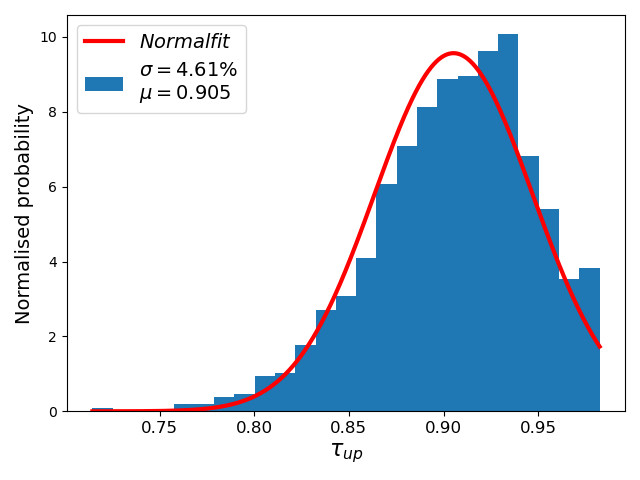 Normalfit
σ = 4.61%
μ = 0.905
Normalised probability
10
8
6
4
2
0
0.75 0.80 0.85 0.90 0.95
τup